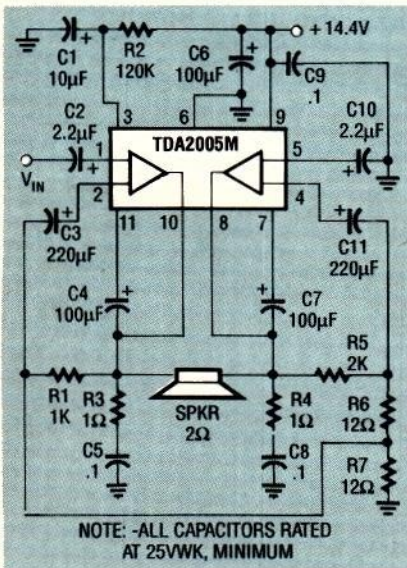 + 14.4V
C1
10µF
R2
120K
C6
100µF
C9
.1
C2
2.2µF
3
6
9
TDA2005M
C10
2.2µF
VIN
1
2
5
4
C3
220µF
11
10
8
7
C11
220µF
C4
100µF
C7
100µF
R1
1K
R3
1Ω
SPKR
2Ω
R4
1Ω
R5
2K
R6
12Ω
C5
.1
C8
.1
R7
12Ω
NOTE: -ALL CAPACITORS RATED
AT 25VWK, MINIMUM